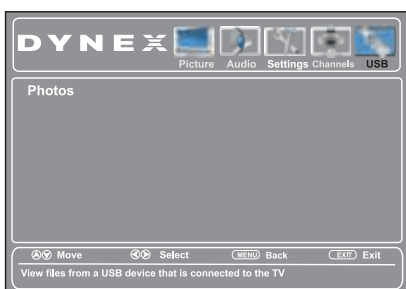 DYNEX
Picture Audio Settings Channels USB
Photos
Move Select MENU Back EXIT Exit
View files from a USB device that is connected to the TV